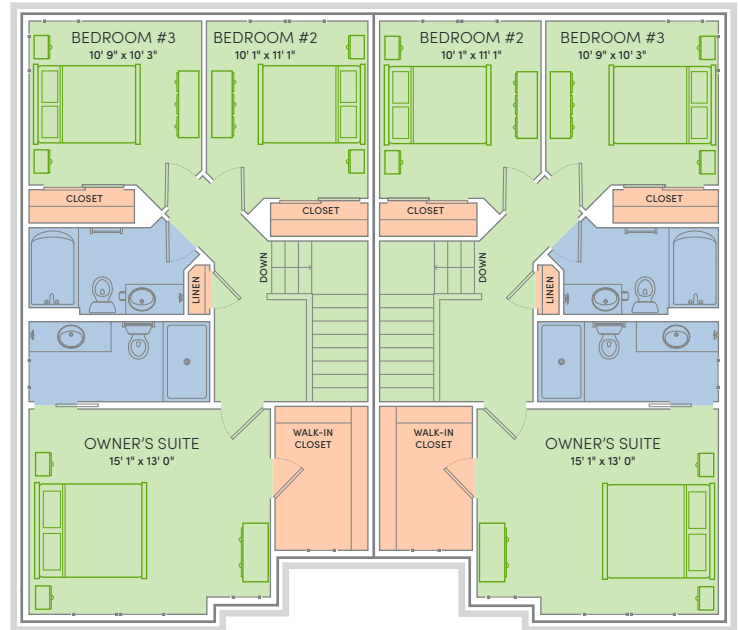 BEDROOM #3
10' 9" x 10' 3"
BEDROOM #2
10' 1" x 11' 1"
BEDROOM #2
10' 1" x 11' 1"
BEDROOM #3
10' 9" x 10' 3"
CLOSET
CLOSET
CLOSET
CLOSET
DOWN
DOWN
LINEN
LINEN
OWNER'S SUITE
15' 1" x 13' 0"
WALK-IN
CLOSET
WALK-IN
CLOSET
OWNER'S SUITE
15' 1" x 13' 0"